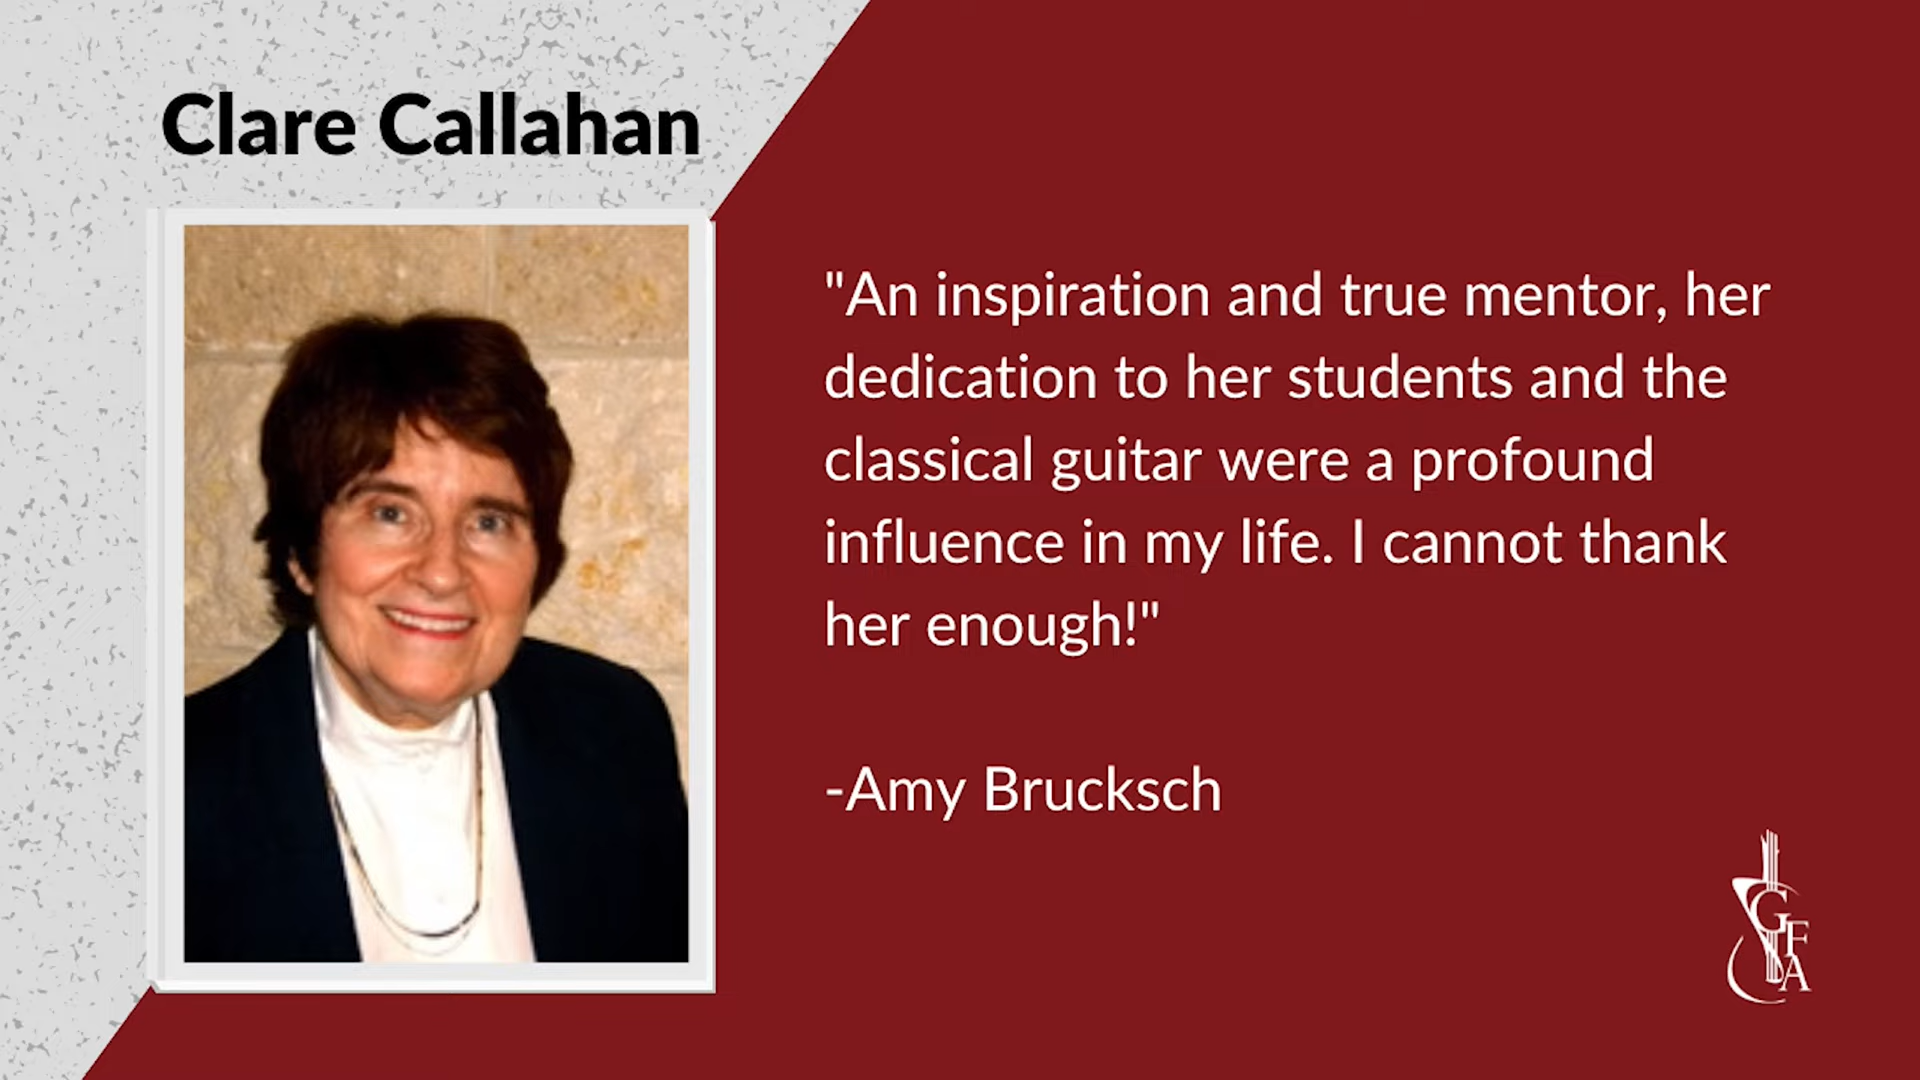 Clare Callahan
"An inspiration and true mentor, her
dedication to her students and the
classical guitar were a profound
influence in my life. I cannot thank
her enough!"
-Amy Brucksch
GFA